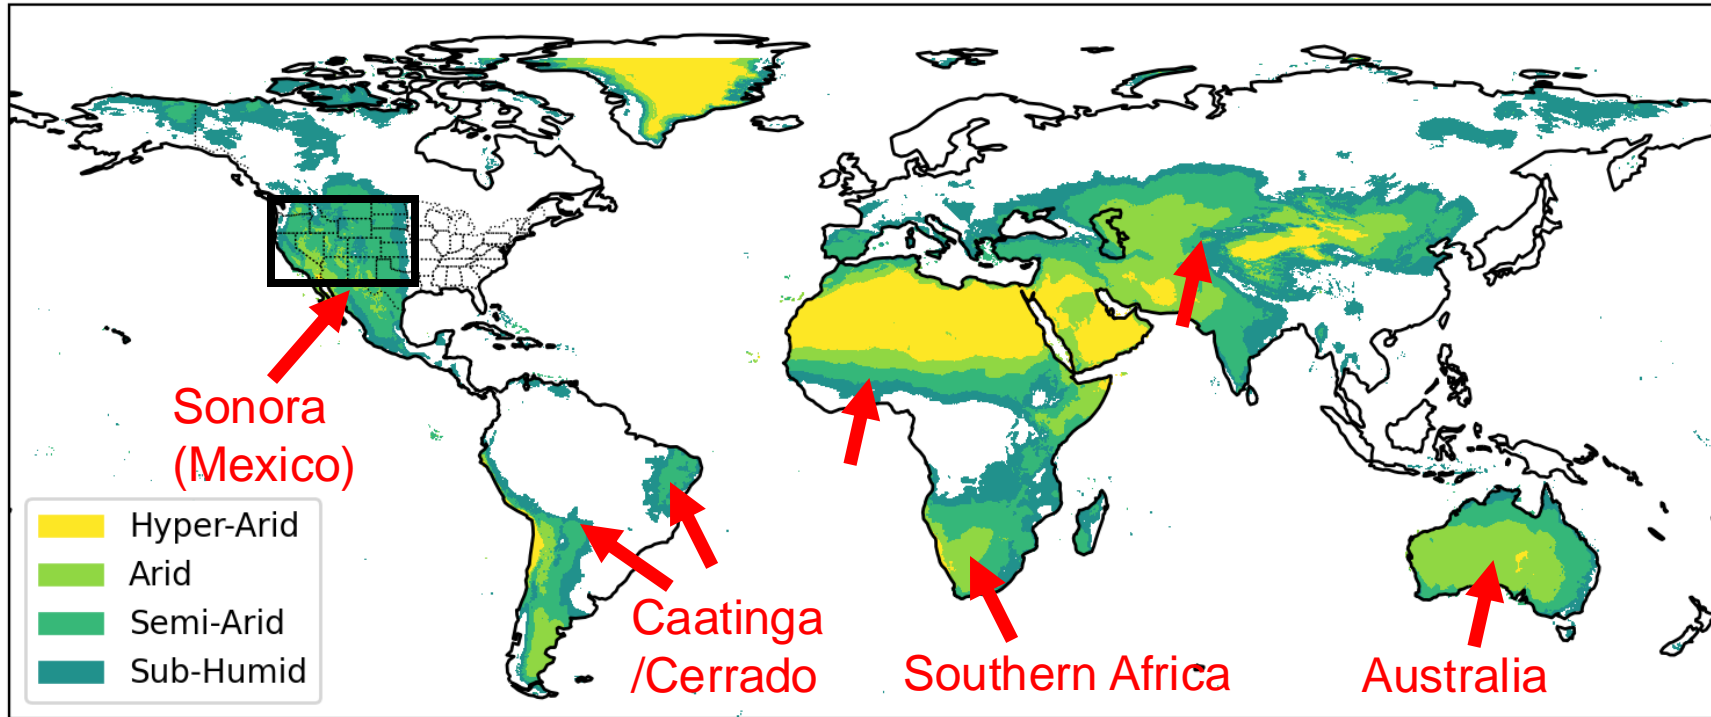 Sonora
(Mexico)
Hyper-Arid
Arid
Semi-Arid
Sub-Humid
Caatinga
/Cerrado
Southern Africa
Australia